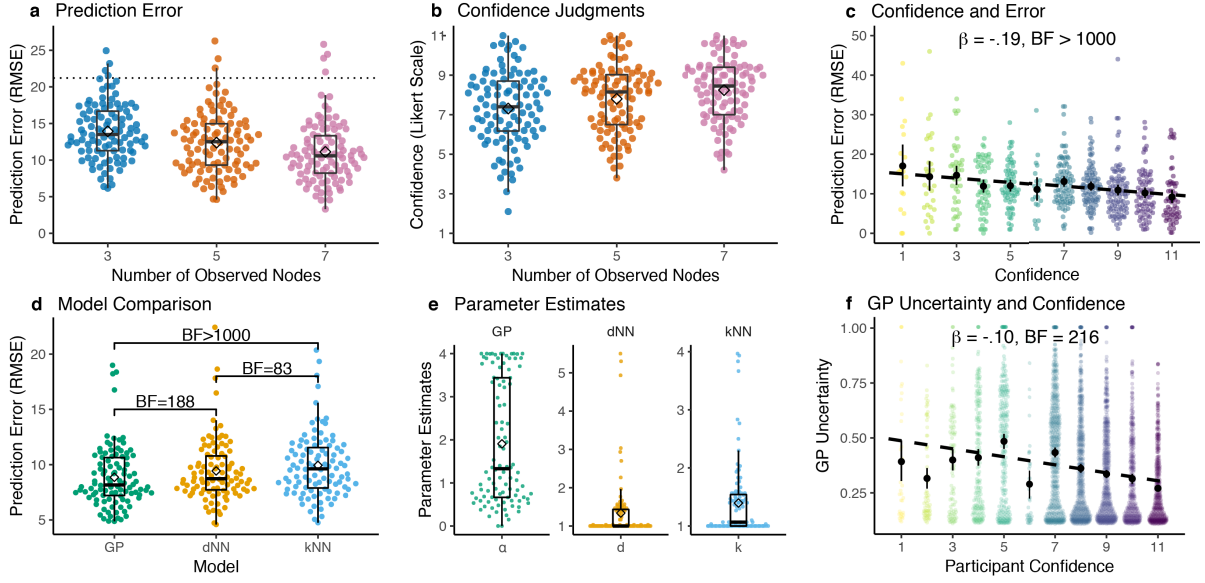 a Prediction Error
Prediction Error (RMSE)
25
20
15
10
5
0
3 5 7
Number of Observed Nodes
b Confidence Judgments
Confidence (Likert Scale)
11
9
7
5
3
1
3 5 7
Number of Observed Nodes
c Confidence and Error
β = -.19, BF > 1000
Prediction Error (RMSE)
50
40
30
20
10
0
1 3 5 7 9 11
Confidence
d Model Comparison
BF>1000
BF=83
BF=188
Prediction Error (RMSE)
20
15
10
5
GP dNN kNN
Model
e Parameter Estimates
Parameter Estimates
GP
4
3
2
1
0
α
dNN
5
3
2
1
d
kNN
4
3
2
1
k
f GP Uncertainty and Confidence
β = -.10, BF = 216
GP Uncertainty
1.00
0.75
0.50
0.25
1 3 5 7 9 11
Participant Confidence